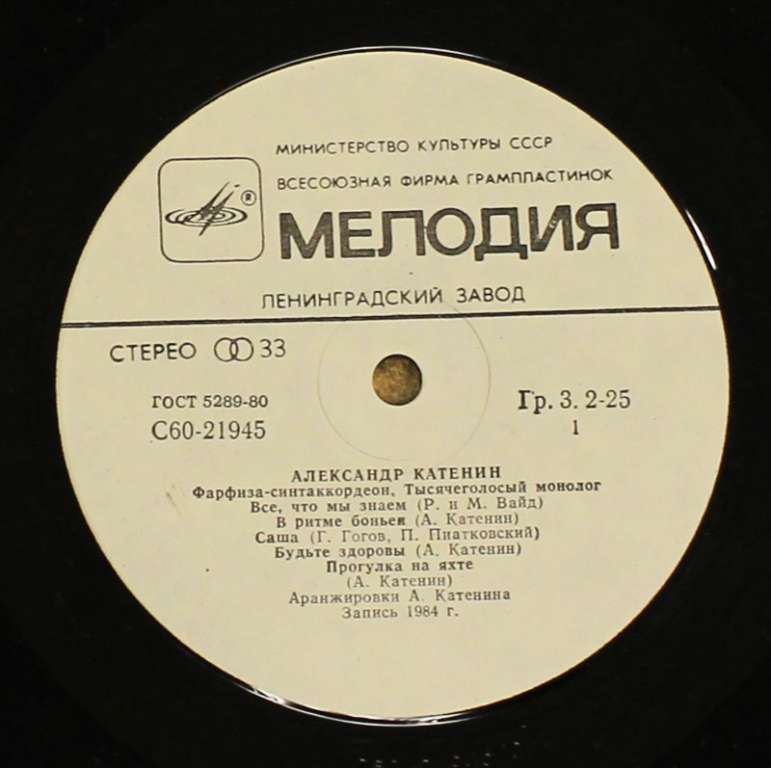 МИНИСТЕРСТВО КУЛЬТУРЫ СССР
ВСЕСОЮЗНАЯ ФИРМА ГРАМПЛАСТИНОК
®
МЕЛОДИЯ
ЛЕНИНГРАДСКИЙ ЗАВОД
СТЕРЕО 33
ГОСТ 5289-80
С60-21945
Гр. 3. 2-25
1
АЛЕКСАНДР КАТЕНИН
Фарфиза-синтаккордеон, Тысячеголосый монолог
Все, что мы знаем (Р. и М. Вайд)
В ритме боньей (А. Катенин)
Саша (Г. Гогов, П. Пиатковский)
Будьте здоровы (А. Катенин)
Прогулка на яхте
(А. Катенин)
Аранжировки А. Катенина
Запись 1984 г.